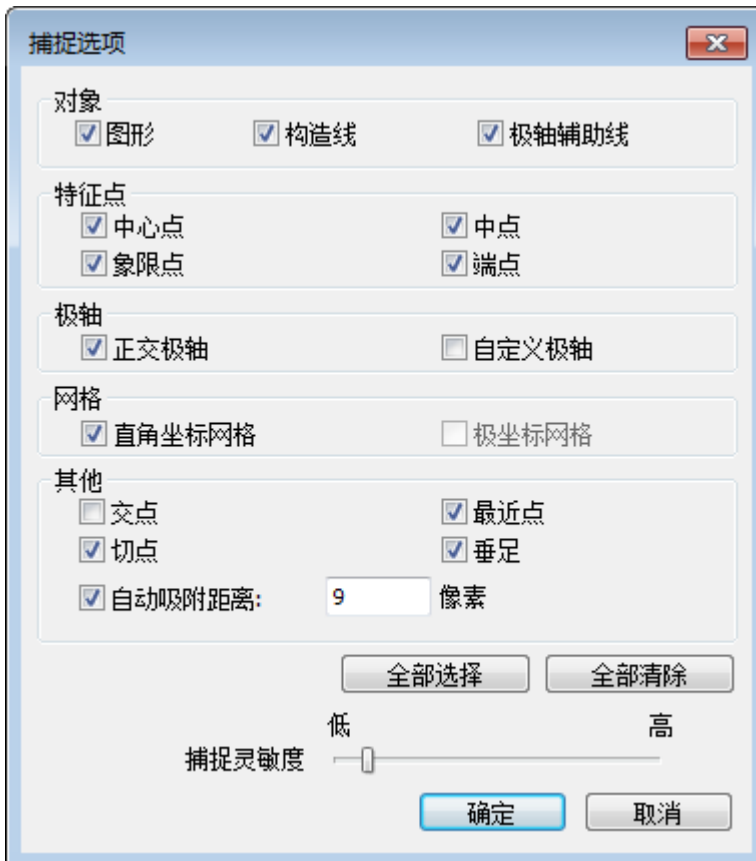 捕捉选项
对象
图形 构造线 极轴辅助线
特征点
中心点 中点
象限点 端点
极轴
正交极轴 自定义极轴
网格
直角坐标网格 极坐标网格
其他
交点 最近点
切点 垂足
自动吸附距离: 9 像素
全部选择 全部清除
低 高
捕捉灵敏度
确定 取消